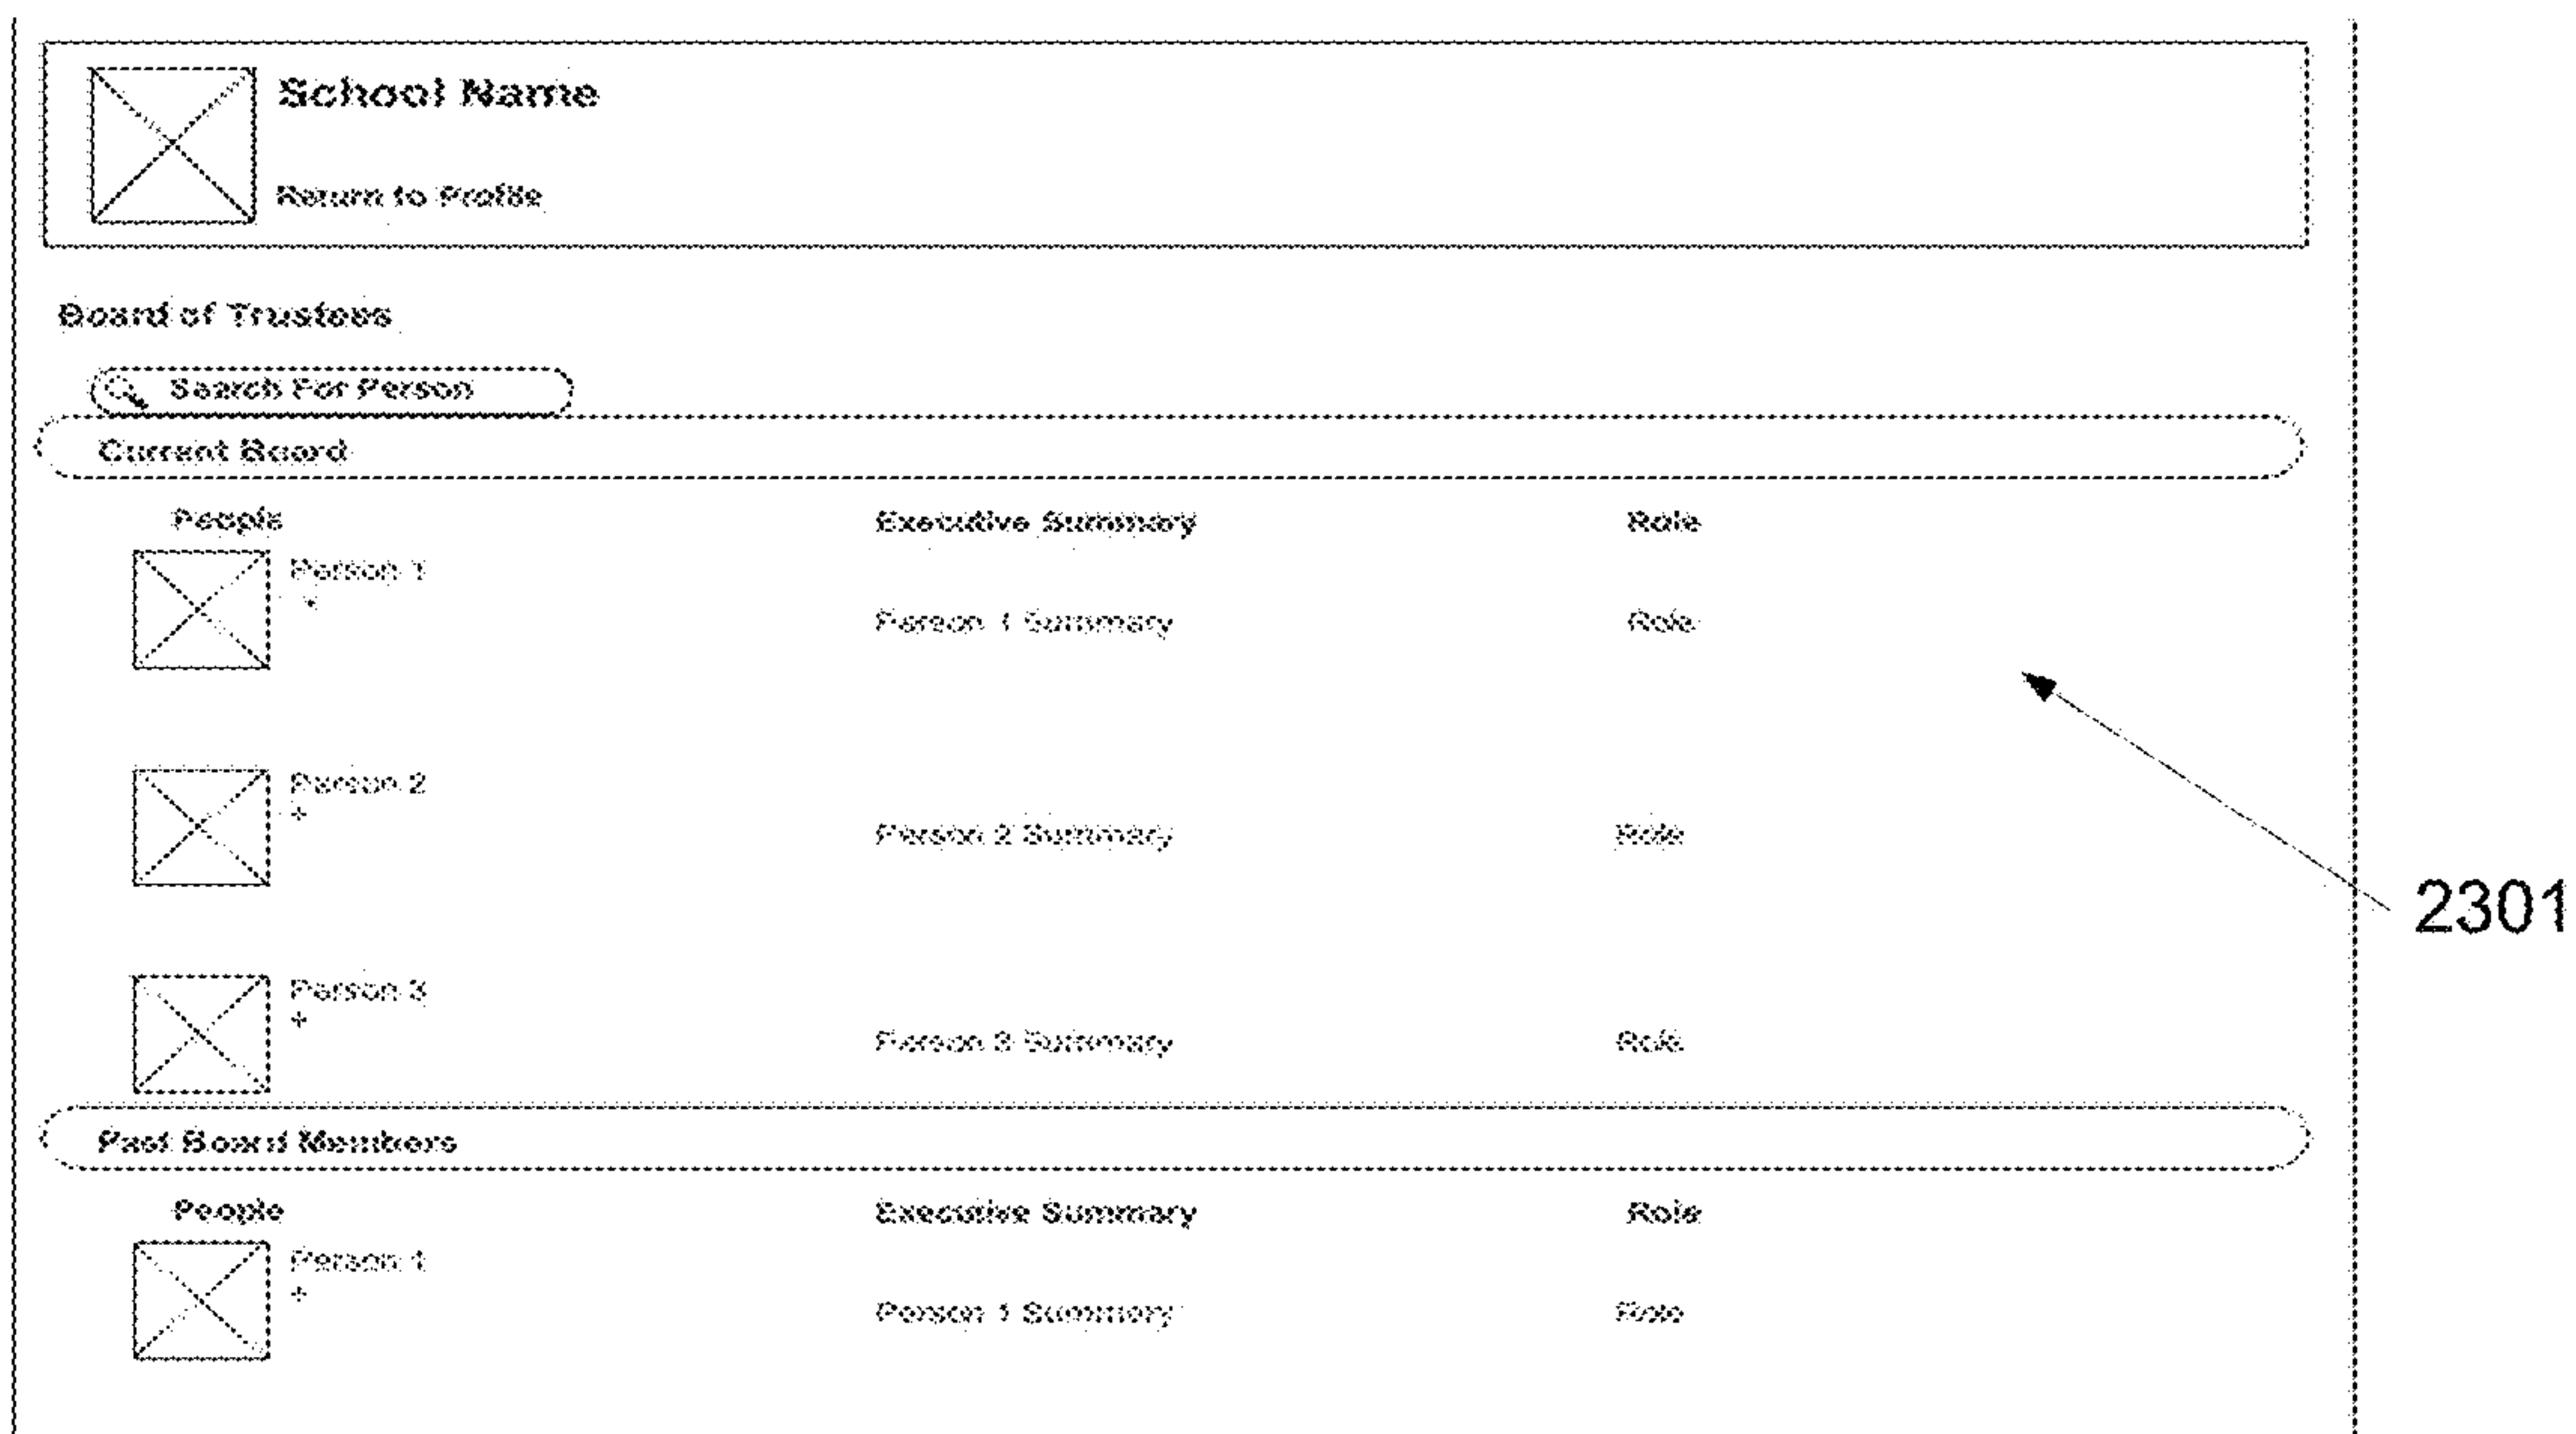 School Name
Return to Profile
Board of Trustees
Search For Person
Current Board
People Executive Summary Role
Person 1
+
Person 1 Summary Role
Person 2
+
Person 2 Summary Role
2301
Person 3
+
Person 3 Summary Role
Past Board Members
People Executive Summary Role
Person 1
+
Person 1 Summary Role